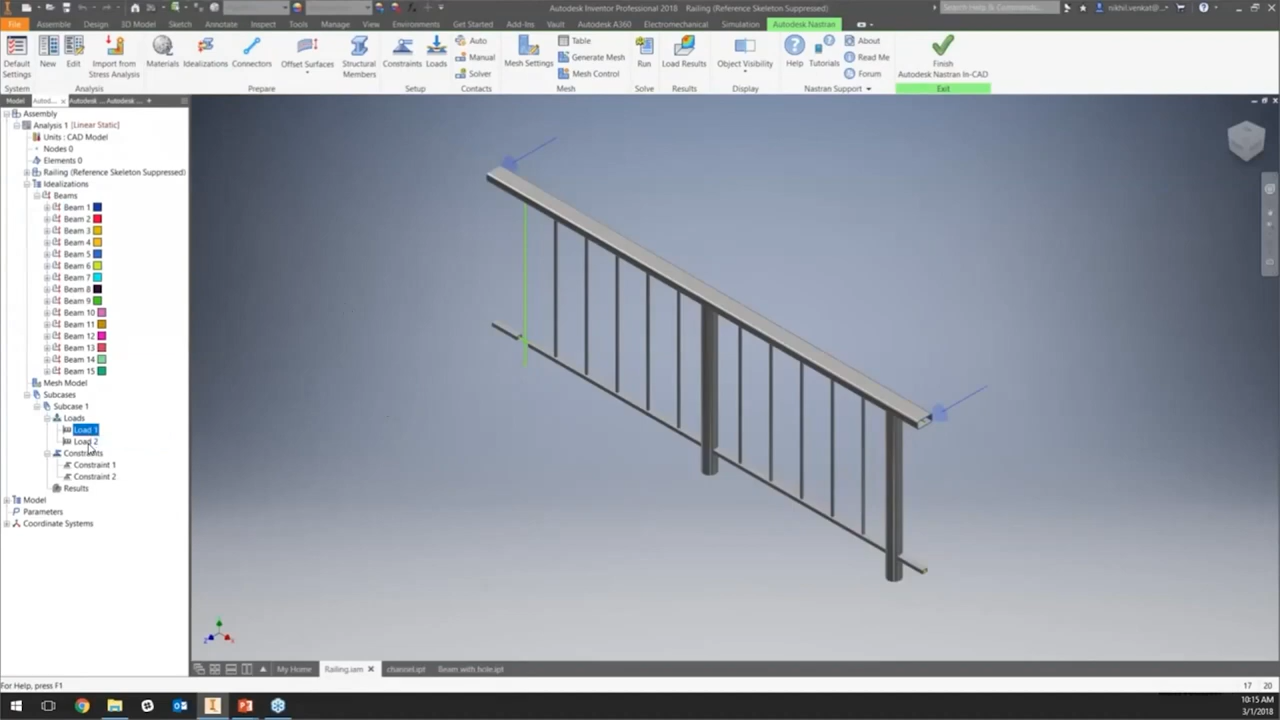 Autodesk Inventor Professional 2018 Railing (Reference Skeleton Suppressed)
Search Help & Commands...
nikhil.venkat@...
File Assemble Design 3D Model Sketch Annotate Inspect Tools Manage View Environments Get Started Add-Ins Vault Autodesk A360 Electromechanical Simulation Autodesk Nastran
Default Settings
New
Edit
Import from Stress Analysis
Materials
Idealizations
Connectors
Offset Surfaces
Structural Members
Constraints
Loads
Auto
Manual
Solver
Mesh Settings
Table
Generate Mesh
Mesh Control
Run
Load Results
Object Visibility
Help
Tutorials
About
Read Me
Forum
Finish
Autodesk Nastran In-CAD
System Analysis Prepare Setup Contacts Mesh Solve Results Display Nastran Support Exit
Model Autod... Autodesk ... Autodesk ...
Assembly
Analysis 1 [Linear Static]
Units : CAD Model
Nodes 0
Elements 0
Railing (Reference Skeleton Suppressed)
Idealizations
Beams
Beam 1
Beam 2
Beam 3
Beam 4
Beam 5
Beam 6
Beam 7
Beam 8
Beam 9
Beam 10
Beam 11
Beam 12
Beam 13
Beam 14
Beam 15
Mesh Model
Subcases
Subcase 1
Loads
Load 1
Load 2
Constraints
Constraint 1
Constraint 2
Results
Model
Parameters
Coordinate Systems
My Home Railing.iam channel.ipt Beam with hole.ipt
For Help, press F1
17 20
10:15 AM
3/1/2018